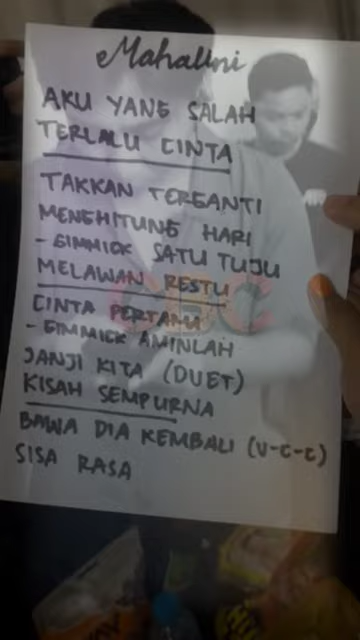 Mahalini
AKU YANG SALAH
TERLALU CINTA
TAKKAN TERGANTI
MENGHITUNG HARI
- GIMMICK SATU TUJU
MELAWAN RESTU
CINTA PERTAMA
- GIMMICK AMINLAH
JANJI KITA (DUET)
KISAH SEMPURNA
BAWA DIA KEMBALI (V-C-C)
SISA RASA